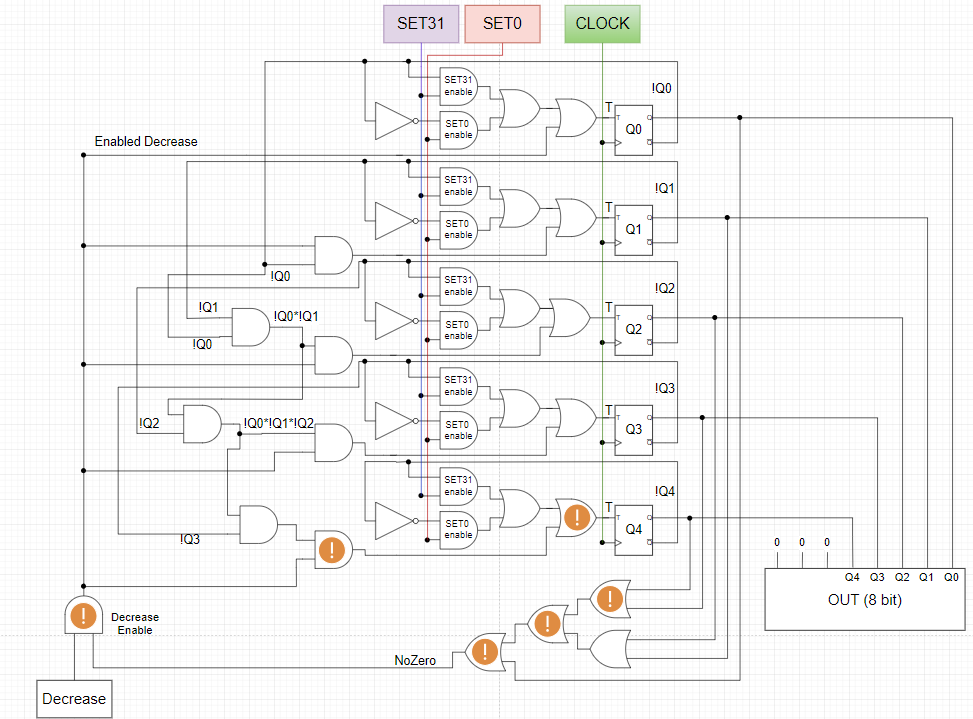 SET31 SET0 CLOCK
SET31
enable
!Q0
T
T
Q0
SET0
enable
Enabled Decrease
SET31
enable
!Q1
T
T
Q1
SET0
enable
!Q0
SET31
enable
!Q2
T
T
Q2
SET0
enable
!Q1
!Q0*!Q1
!Q0
SET31
enable
!Q3
T
T
Q3
SET0
enable
!Q2
!Q0*!Q1*!Q2
SET31
enable
!Q4
T
T
Q4
SET0
enable
!Q3
!
!
0 0 0
Q4 Q3 Q2 Q1 Q0
OUT (8 bit)
!
!
!
!
Decrease
Enable
NoZero
Decrease